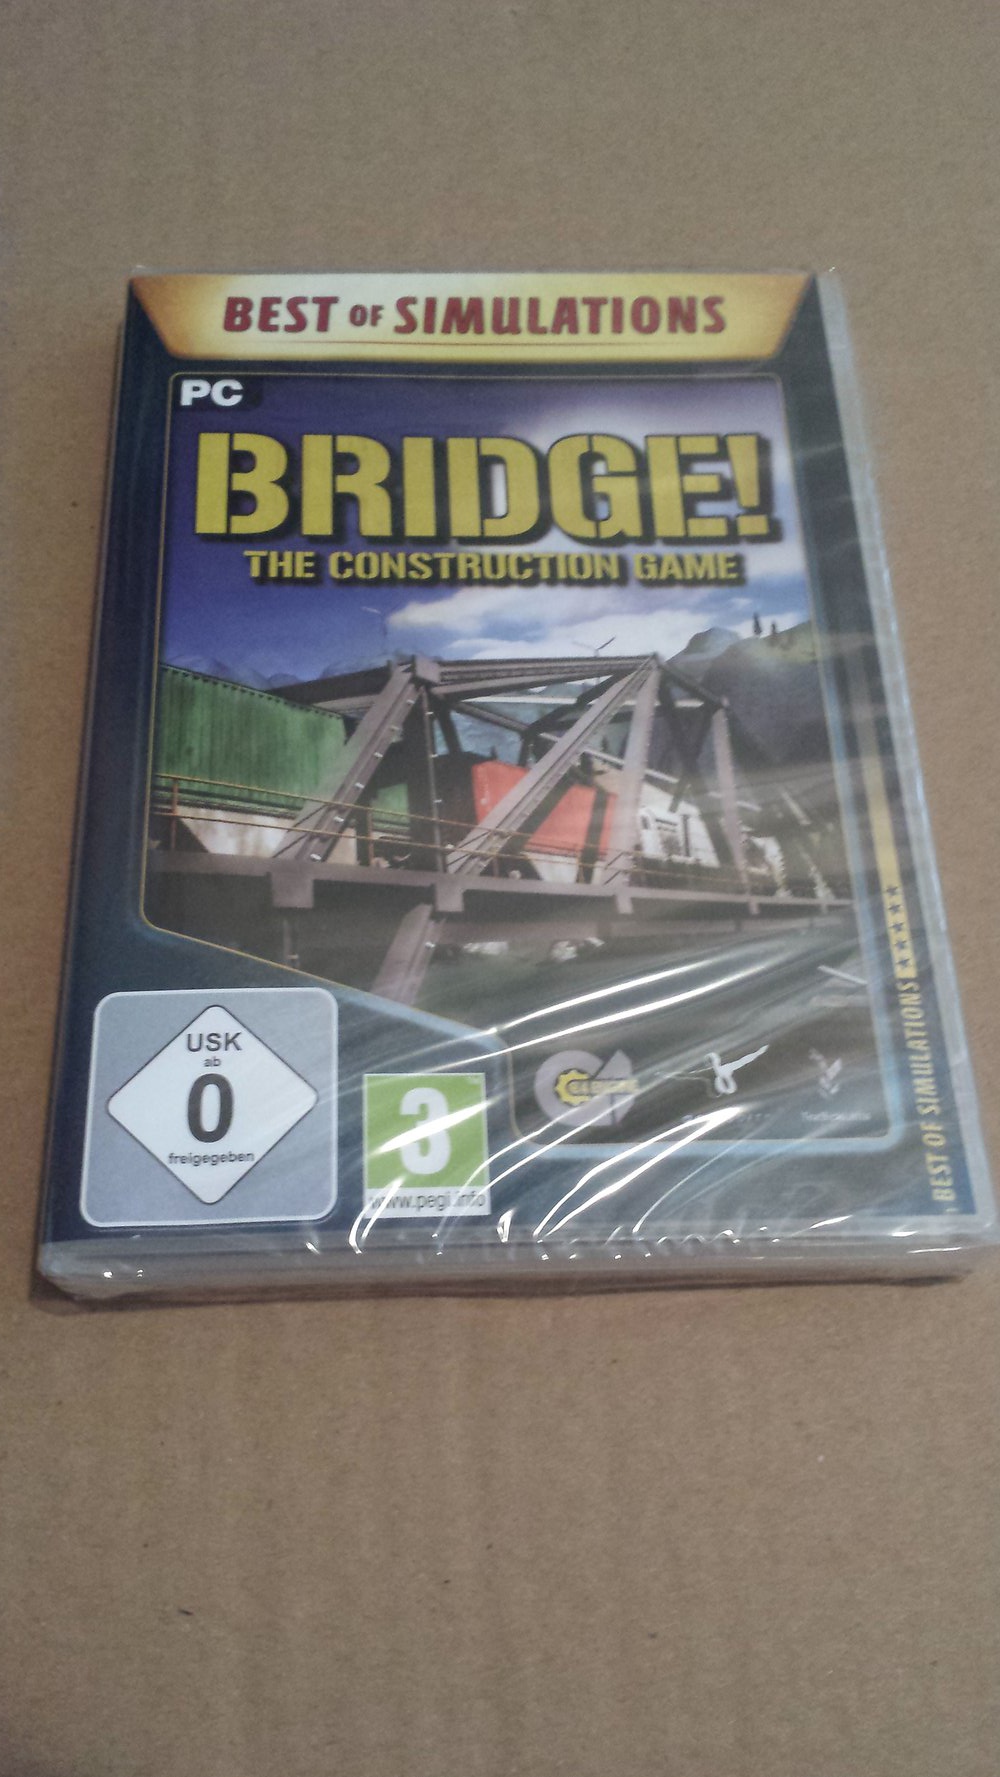 BEST OF SIMULATIONS
PC
BRIDGE!
THE CONSTRUCTION GAME
USK
ab
0
freigegeben
3
www.pegi.info
BEST OF SIMULATIONS